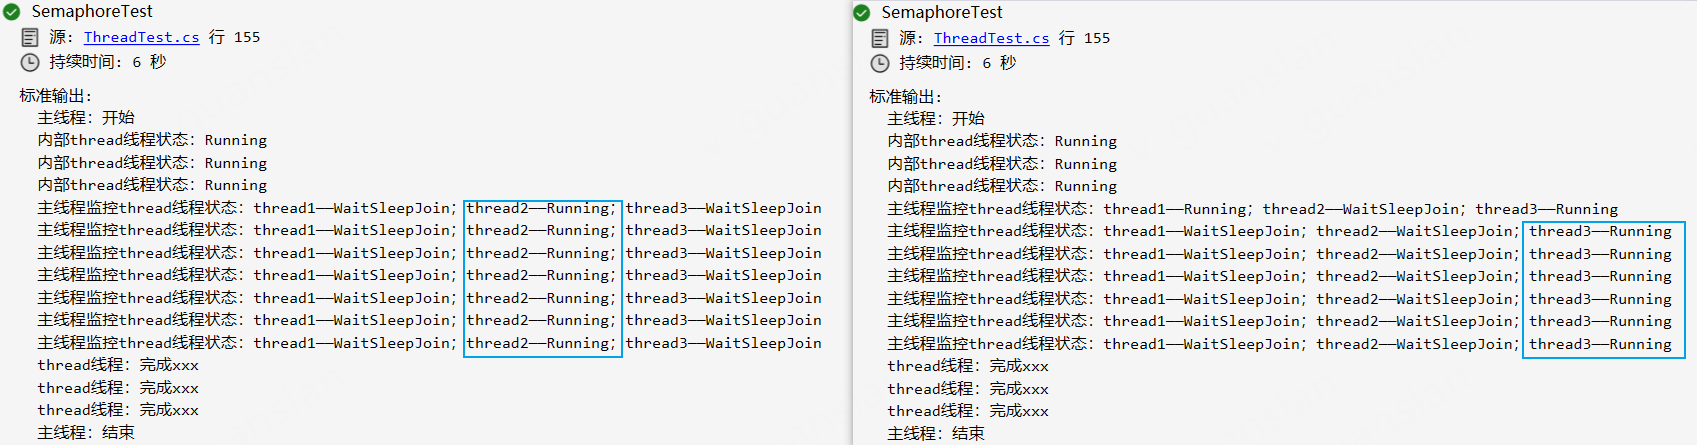 SemaphoreTest
源: ThreadTest.cs 行 155
持续时间: 6 秒
标准输出:
主线程: 开始
内部thread线程状态: Running
内部thread线程状态: Running
内部thread线程状态: Running
主线程监控thread线程状态: thread1——WaitSleepJoin; thread2——Running; thread3——WaitSleepJoin
主线程监控thread线程状态: thread1——WaitSleepJoin; thread2——Running; thread3——WaitSleepJoin
主线程监控thread线程状态: thread1——WaitSleepJoin; thread2——Running; thread3——WaitSleepJoin
主线程监控thread线程状态: thread1——WaitSleepJoin; thread2——Running; thread3——WaitSleepJoin
主线程监控thread线程状态: thread1——WaitSleepJoin; thread2——Running; thread3——WaitSleepJoin
主线程监控thread线程状态: thread1——WaitSleepJoin; thread2——Running; thread3——WaitSleepJoin
主线程监控thread线程状态: thread1——WaitSleepJoin; thread2——Running; thread3——WaitSleepJoin
thread线程: 完成xxx
thread线程: 完成xxx
thread线程: 完成xxx
主线程: 结束
SemaphoreTest
源: ThreadTest.cs 行 155
持续时间: 6 秒
标准输出:
主线程: 开始
内部thread线程状态: Running
内部thread线程状态: Running
内部thread线程状态: Running
主线程监控thread线程状态: thread1——Running; thread2——WaitSleepJoin; thread3——Running
主线程监控thread线程状态: thread1——WaitSleepJoin; thread2——WaitSleepJoin; thread3——Running
主线程监控thread线程状态: thread1——WaitSleepJoin; thread2——WaitSleepJoin; thread3——Running
主线程监控thread线程状态: thread1——WaitSleepJoin; thread2——WaitSleepJoin; thread3——Running
主线程监控thread线程状态: thread1——WaitSleepJoin; thread2——WaitSleepJoin; thread3——Running
主线程监控thread线程状态: thread1——WaitSleepJoin; thread2——WaitSleepJoin; thread3——Running
主线程监控thread线程状态: thread1——WaitSleepJoin; thread2——WaitSleepJoin; thread3——Running
thread线程: 完成xxx
thread线程: 完成xxx
thread线程: 完成xxx
主线程: 结束